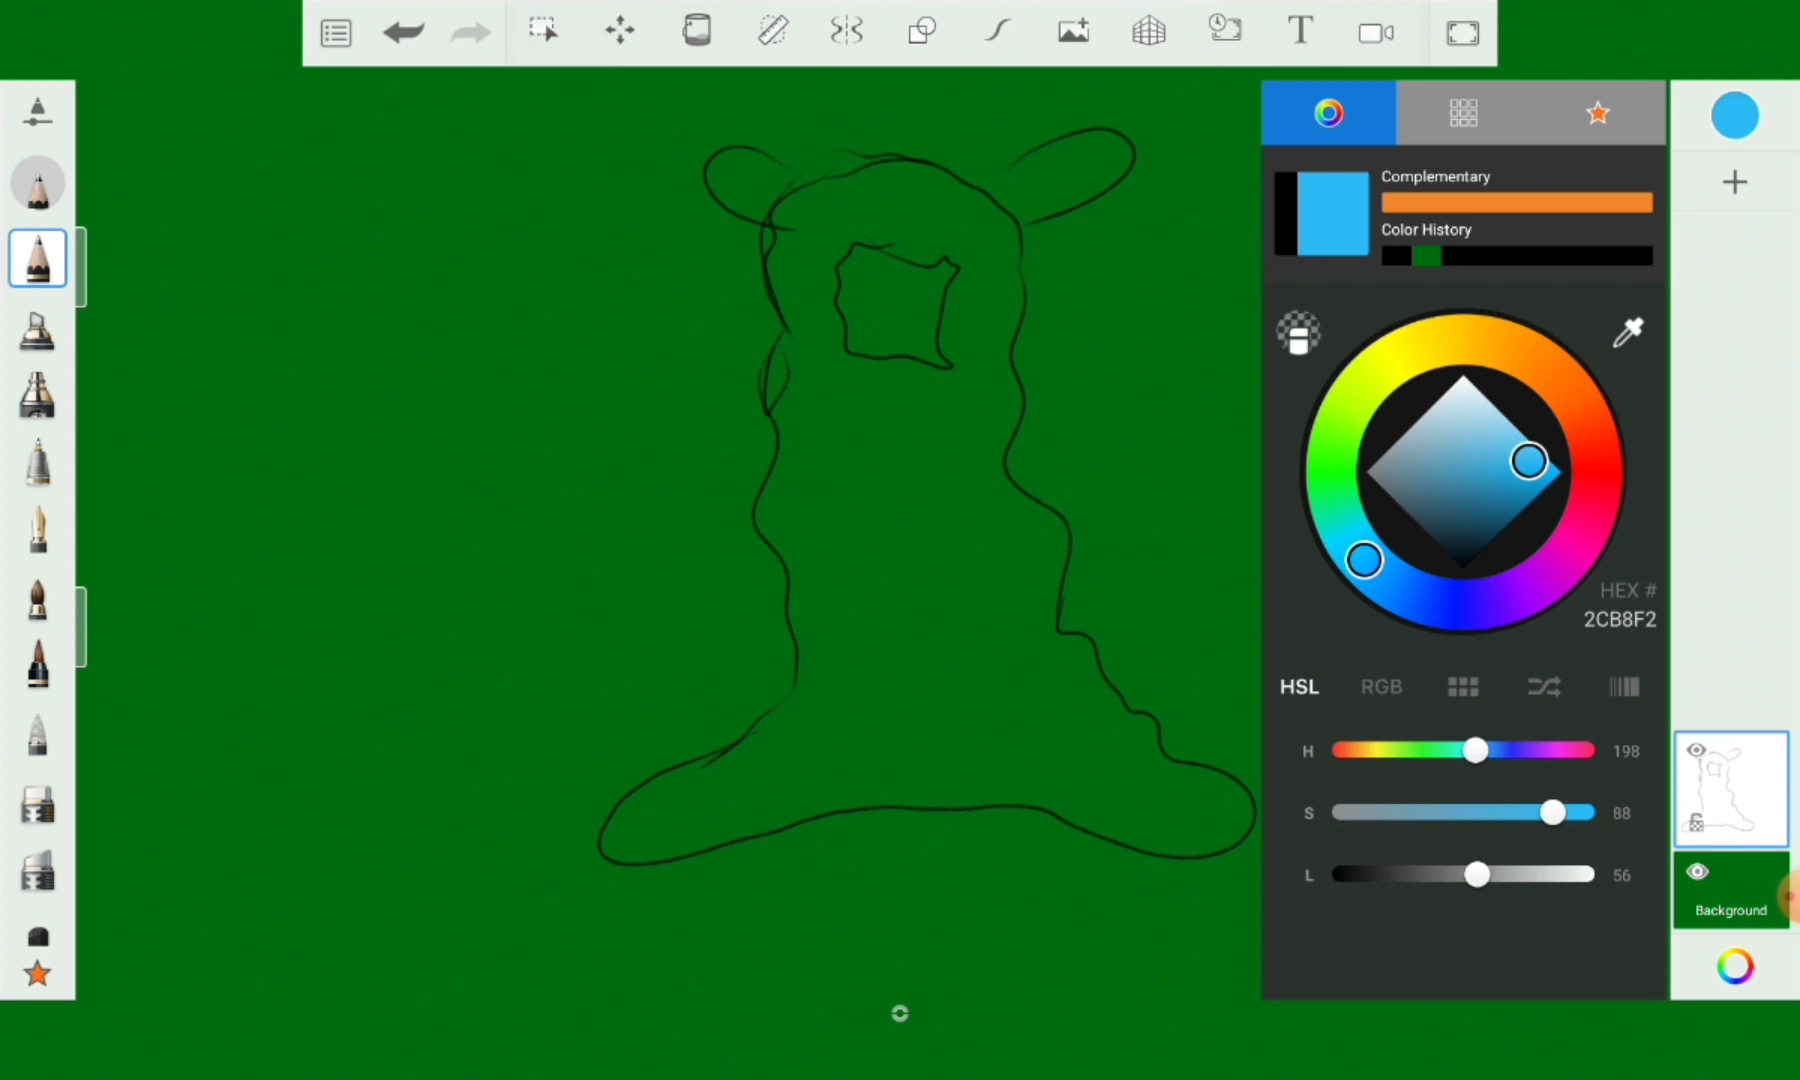 T
Complementary
Color History
HEX #
2CB8F2
HSL RGB
H 198
S 88
L 56
Background